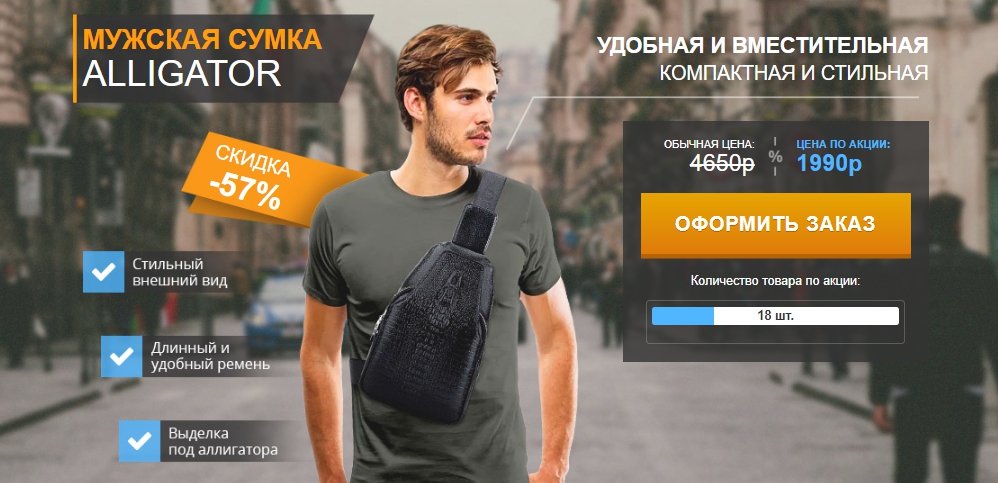 МУЖСКАЯ СУМКА
ALLIGATOR
УДОБНАЯ И ВМЕСТИТЕЛЬНАЯ
КОМПАКТНАЯ И СТИЛЬНАЯ
СКИДКА
-57%
ОБЫЧНАЯ ЦЕНА:
4650р
%
ЦЕНА ПО АКЦИИ:
1990р
ОФОРМИТЬ ЗАКАЗ
Количество товара по акции:
18 шт.
Стильный
внешний вид
Длинный и
удобный ремень
Выделка
под аллигатора